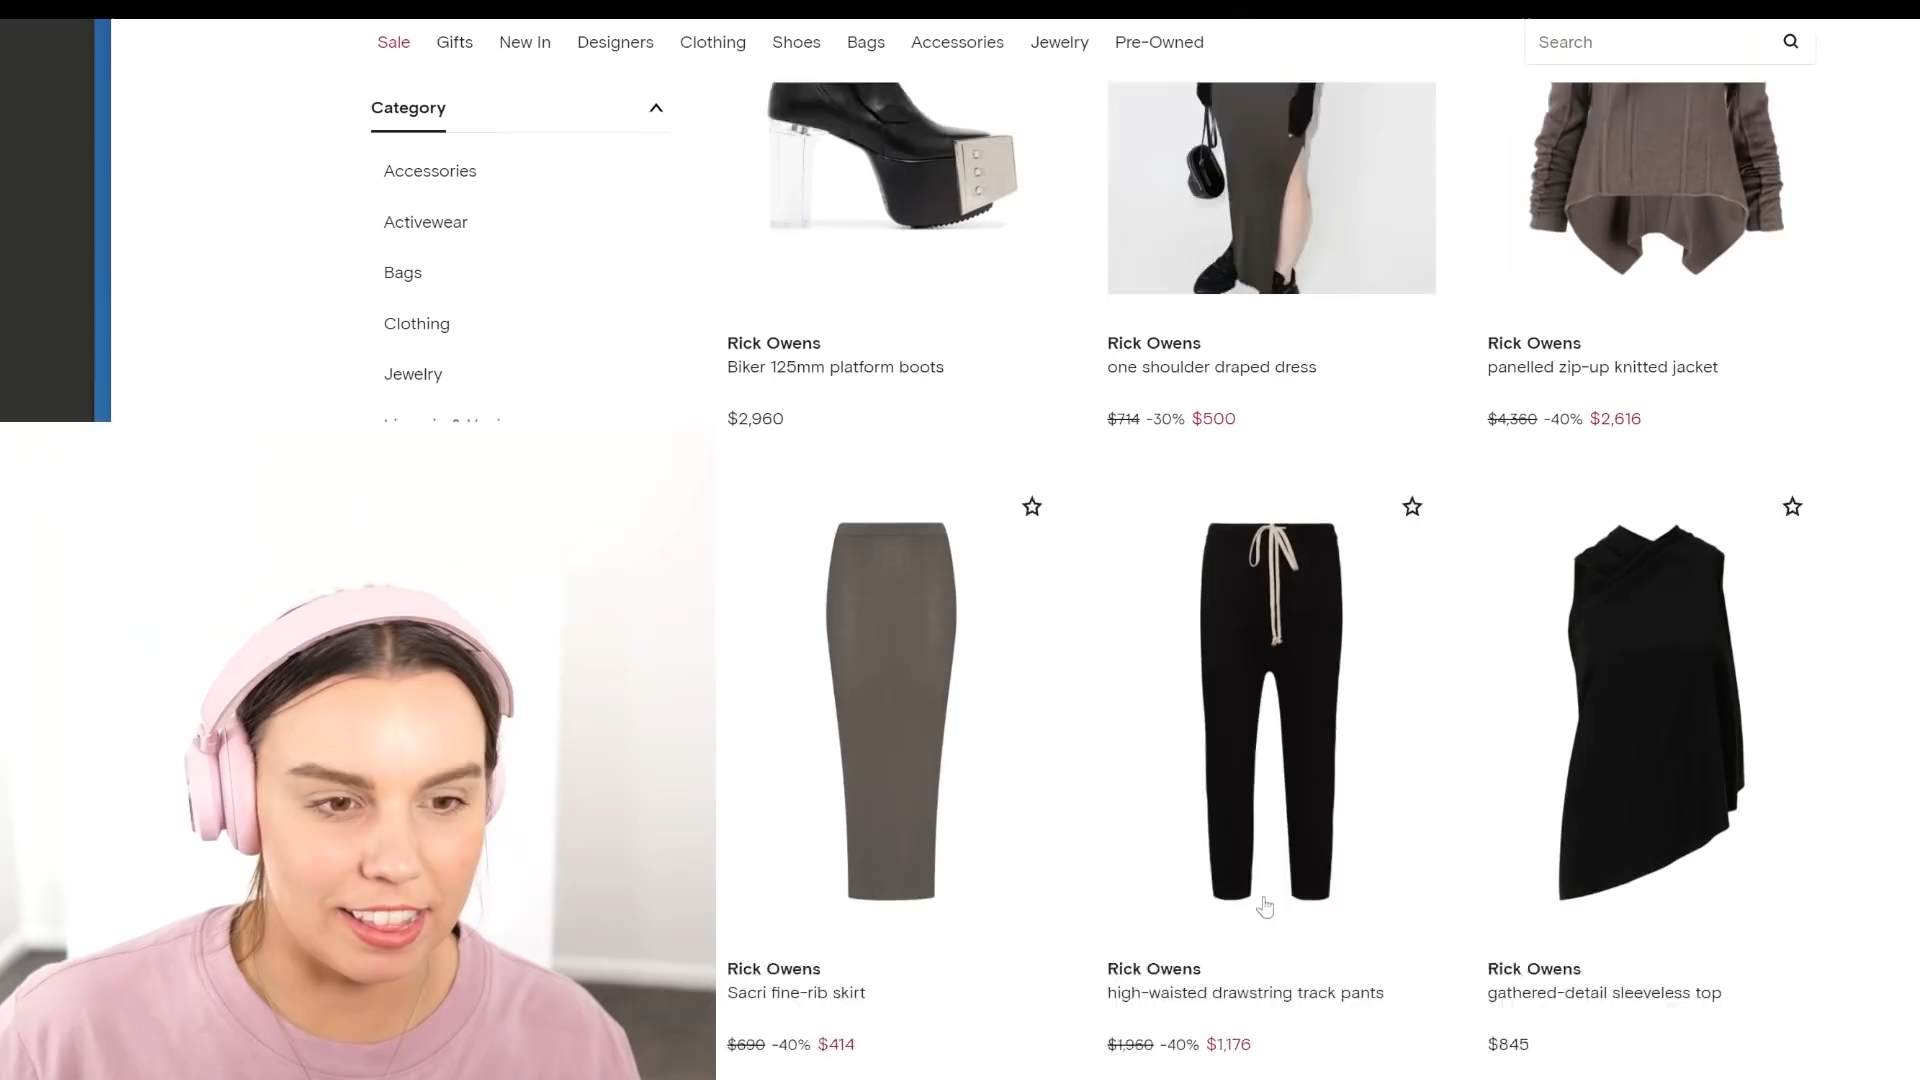 Sale Gifts New In Designers Clothing Shoes Bags Accessories Jewelry Pre-Owned
Search
Category
Accessories
Activewear
Bags
Clothing
Jewelry
Rick Owens
Biker 125mm platform boots
$2,960
Rick Owens
one shoulder draped dress
$714 -30% $500
Rick Owens
panelled zip-up knitted jacket
$4,360 -40% $2,616
Rick Owens
Sacri fine-rib skirt
$690 -40% $414
Rick Owens
high-waisted drawstring track pants
$1,960 -40% $1,176
Rick Owens
gathered-detail sleeveless top
$845